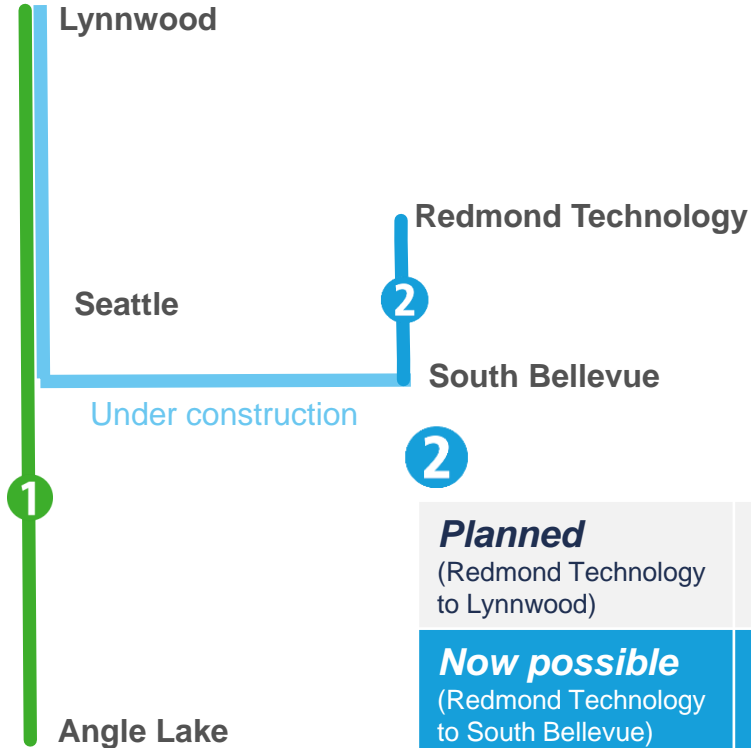 Lynnwood
Redmond Technology
Seattle
2
South Bellevue
Under construction
2
1
Planned
(Redmond Technology
to Lynnwood)
Now possible
(Redmond Technology
to South Bellevue)
Angle Lake